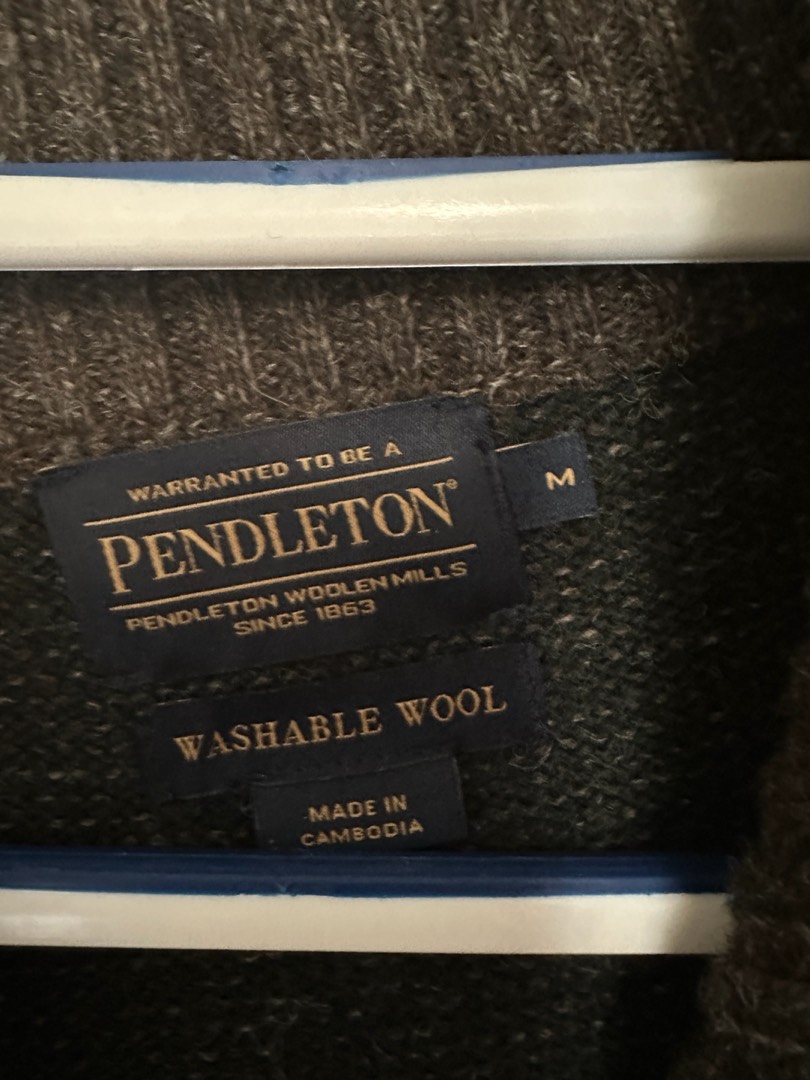 WARRANTED TO BE A
PENDLETON®
PENDLETON WOOLEN MILLS
SINCE 1863
M
WASHABLE WOOL
MADE IN
CAMBODIA